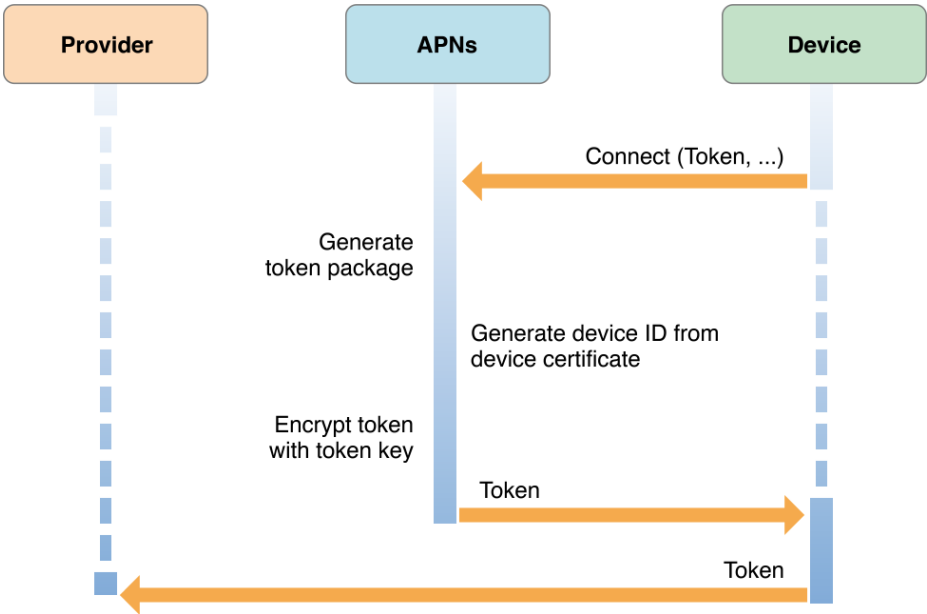 Provider
APNs
Device
Connect (Token, ...)
Generate
token package
Generate device ID from
device certificate
Encrypt token
with token key
Token
Token